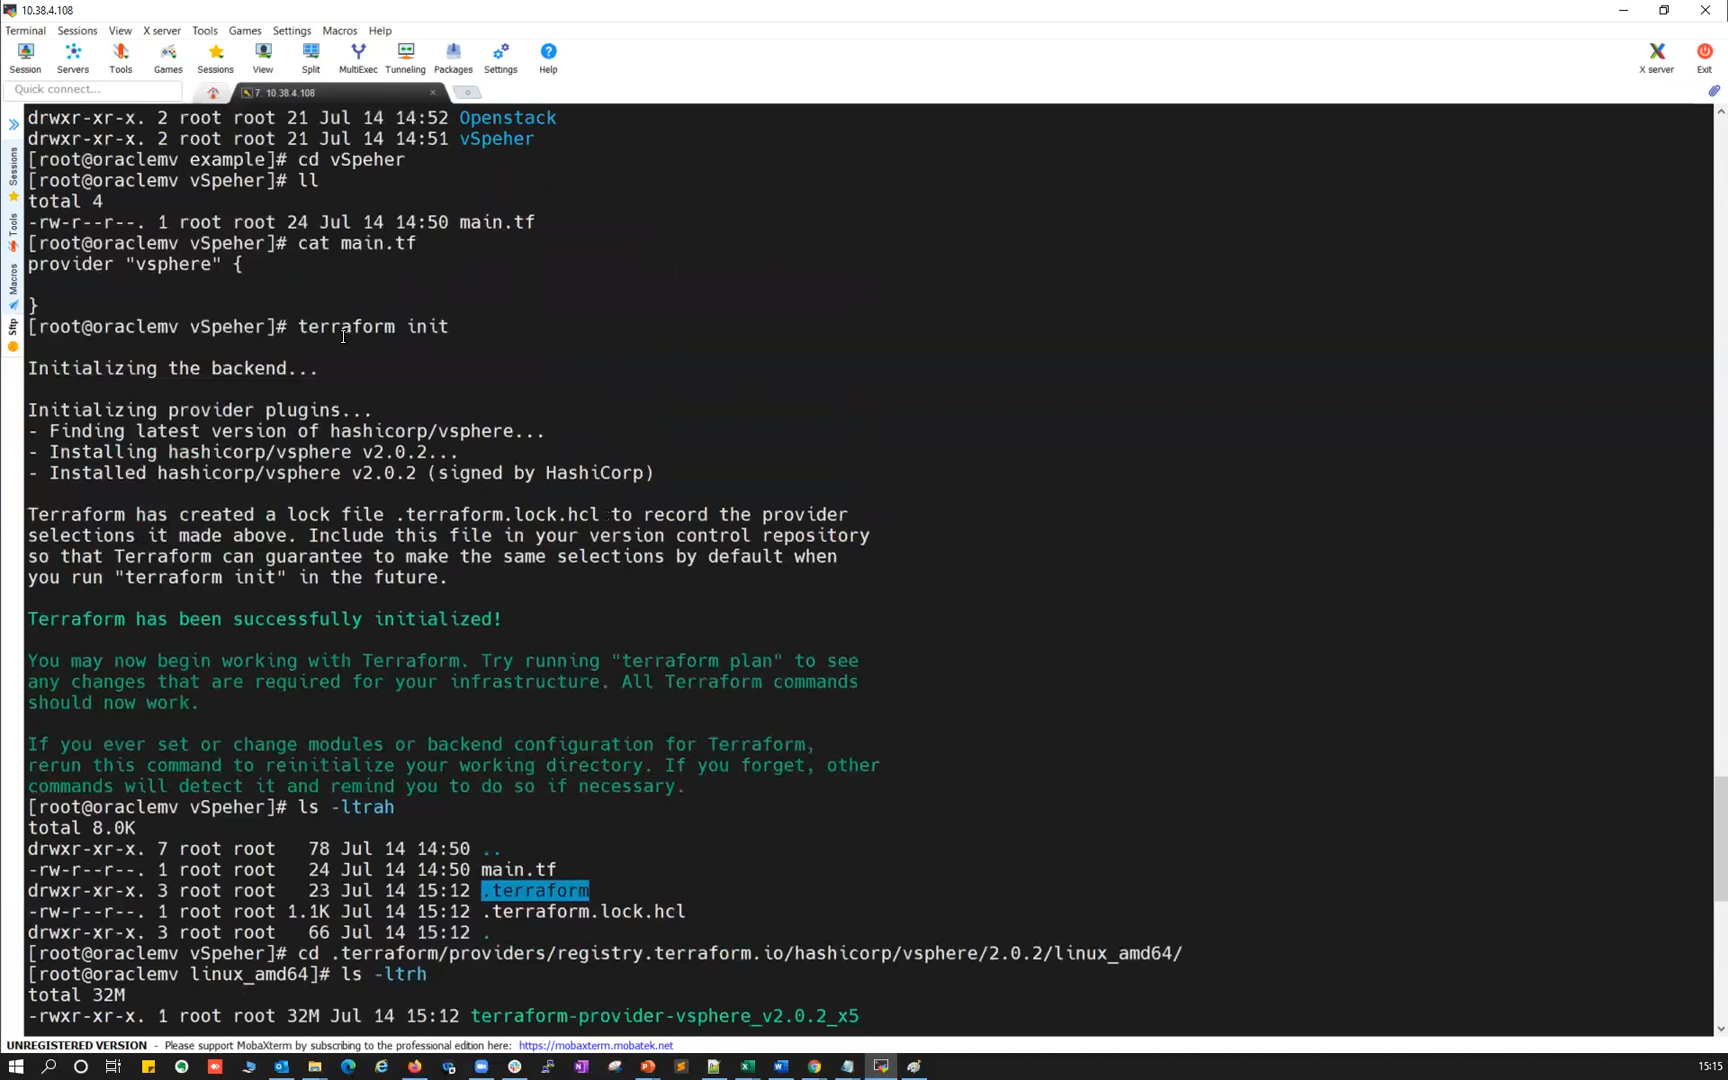 10.38.4.108
Terminal Sessions View X server Tools Games Settings Macros Help
Session Servers Tools Games Sessions View Split MultiExec Tunneling Packages Settings Help X server Exit
Quick connect...
7. 10.38.4.108
Sessions
Tools
Macros
Sftp
drwxr-xr-x. 2 root root 21 Jul 14 14:52 Openstack
drwxr-xr-x. 2 root root 21 Jul 14 14:51 vSpeher
[root@oraclemv example]# cd vSpeher
[root@oraclemv vSpeher]# ll
total 4
-rw-r--r--. 1 root root 24 Jul 14 14:50 main.tf
[root@oraclemv vSpeher]# cat main.tf
provider "vsphere" {
}
[root@oraclemv vSpeher]# terraform init
Initializing the backend...
Initializing provider plugins...
- Finding latest version of hashicorp/vsphere...
- Installing hashicorp/vsphere v2.0.2...
- Installed hashicorp/vsphere v2.0.2 (signed by HashiCorp)
Terraform has created a lock file .terraform.lock.hcl to record the provider
selections it made above. Include this file in your version control repository
so that Terraform can guarantee to make the same selections by default when
you run "terraform init" in the future.
Terraform has been successfully initialized!
You may now begin working with Terraform. Try running "terraform plan" to see
any changes that are required for your infrastructure. All Terraform commands
should now work.
If you ever set or change modules or backend configuration for Terraform,
rerun this command to reinitialize your working directory. If you forget, other
commands will detect it and remind you to do so if necessary.
[root@oraclemv vSpeher]# ls -ltrah
total 8.0K
drwxr-xr-x. 7 root root 78 Jul 14 14:50 ..
-rw-r--r--. 1 root root 24 Jul 14 14:50 main.tf
drwxr-xr-x. 3 root root 23 Jul 14 15:12 .terraform
-rw-r--r--. 1 root root 1.1K Jul 14 15:12 .terraform.lock.hcl
drwxr-xr-x. 3 root root 66 Jul 14 15:12 .
[root@oraclemv vSpeher]# cd .terraform/providers/registry.terraform.io/hashicorp/vsphere/2.0.2/linux_amd64/
[root@oraclemv linux_amd64]# ls -ltrh
total 32M
-rwxr-xr-x. 1 root root 32M Jul 14 15:12 terraform-provider-vsphere_v2.0.2_x5
UNREGISTERED VERSION - Please support MobaXterm by subscribing to the professional edition here: https://mobaxterm.mobatek.net
15:15